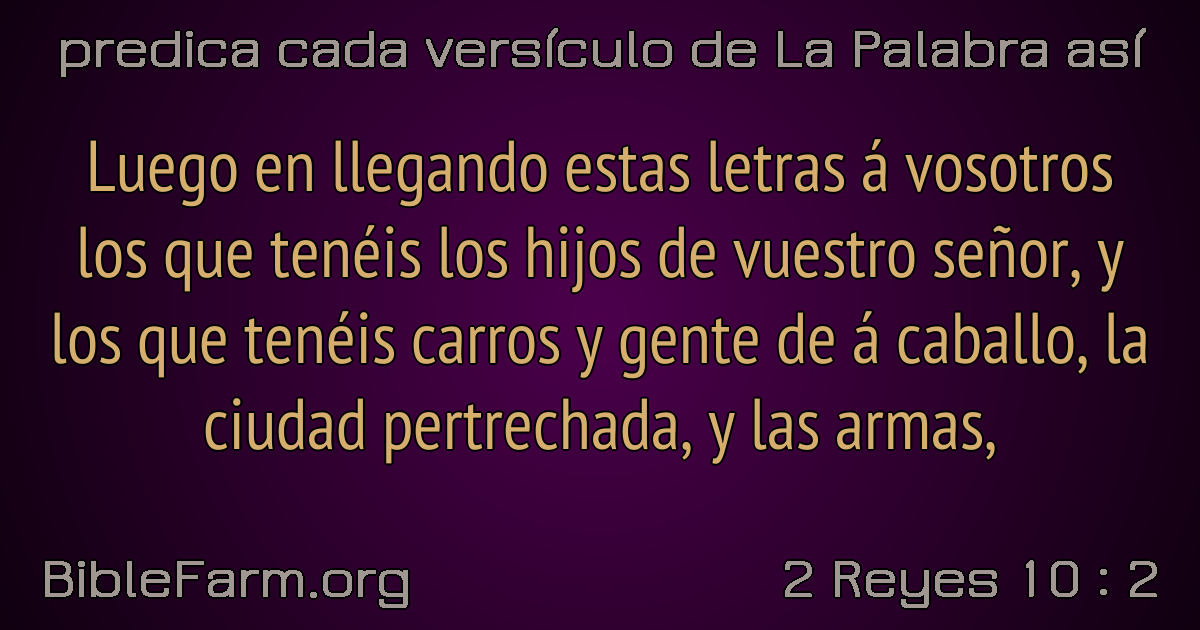 predica cada versículo de La Palabra así
Luego en llegando estas letras á vosotros
los que tenéis los hijos de vuestro señor, y
los que tenéis carros y gente de á caballo, la
ciudad pertrechada, y las armas,
BibleFarm.org
2 Reyes 10 : 2